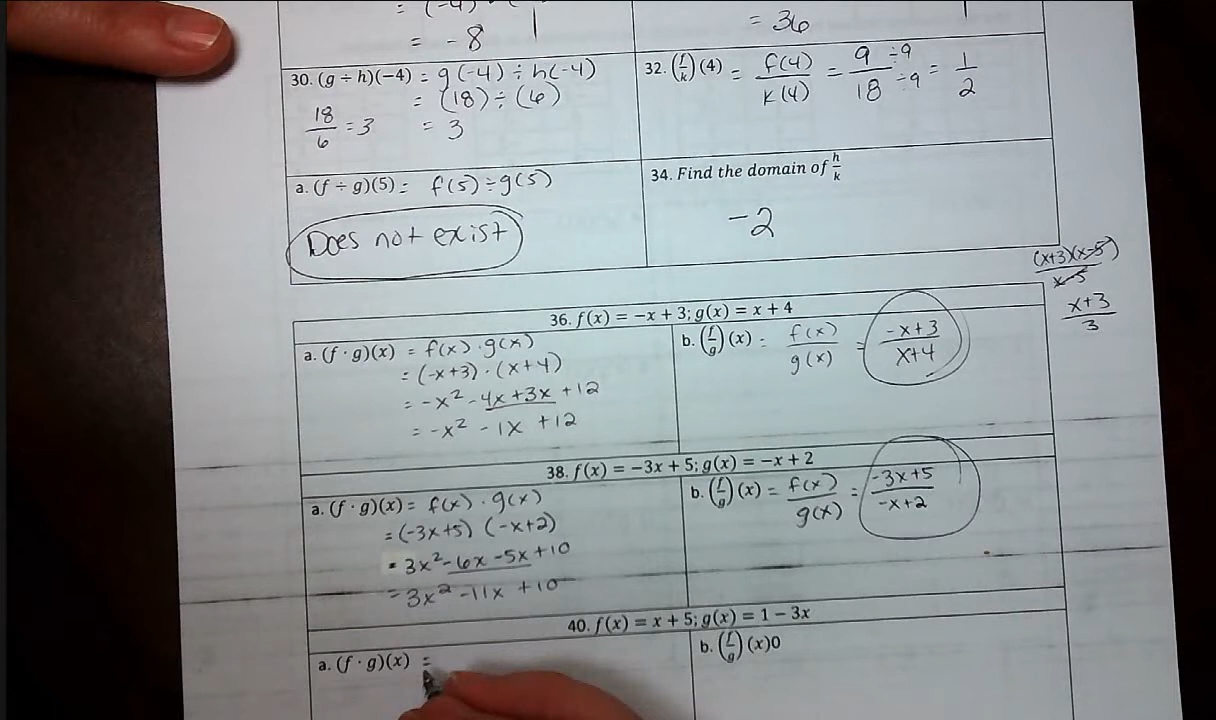 = (-4)
= -8
= 36
30. (g ÷ h)(-4) = g(-4) ÷ h(-4)
= (18) ÷ (6)
18/6 = 3
= 3
32. (f/k)(4) = f(4)/k(4) = 9/18 ÷9/÷9 = 1/2
a. (f ÷ g)(5) = f(5) ÷ g(5)
Does not exist
34. Find the domain of h/k
-2
(x+3)(x-5)/x-5
x+3/3
36. f(x) = −x + 3; g(x) = x + 4
a. (f · g)(x) = f(x) · g(x)
= (-x+3) · (x+4)
= -x² - 4x + 3x + 12
= -x² - 1x + 12
b. (f/g)(x) = f(x)/g(x) = -x+3/x+4
38. f(x) = −3x + 5; g(x) = −x + 2
a. (f · g)(x) = f(x) · g(x)
= (-3x+5) (-x+2)
= 3x² - 6x - 5x + 10
= 3x² - 11x + 10
b. (f/g)(x) = f(x)/g(x) = -3x+5/-x+2
40. f(x) = x + 5; g(x) = 1 − 3x
a. (f · g)(x) =
b. (f/g)(x)0